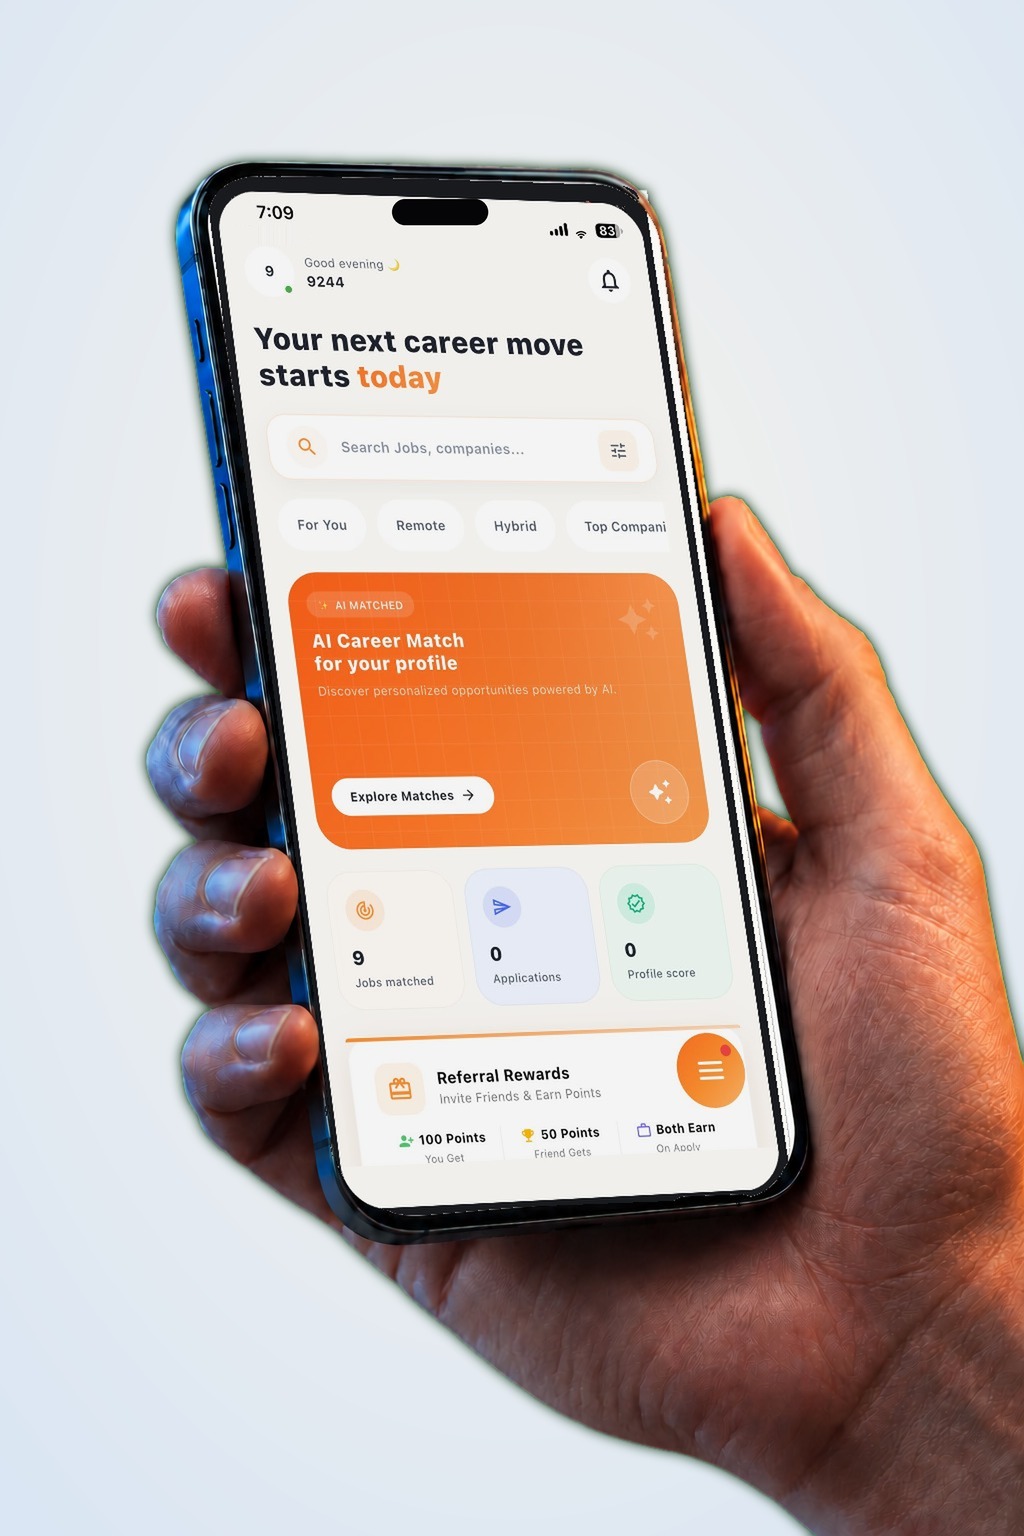 7:09
83
9
Good evening 🌙
9244
Your next career move
starts today
Search Jobs, companies...
For You
Remote
Hybrid
Top Compani
AI MATCHED
AI Career Match
for your profile
Discover personalized opportunities powered by AI.
Explore Matches →
9
Jobs matched
0
Applications
0
Profile score
Referral Rewards
Invite Friends & Earn Points
100 Points
You Get
50 Points
Friend Gets
Both Earn
On Apply